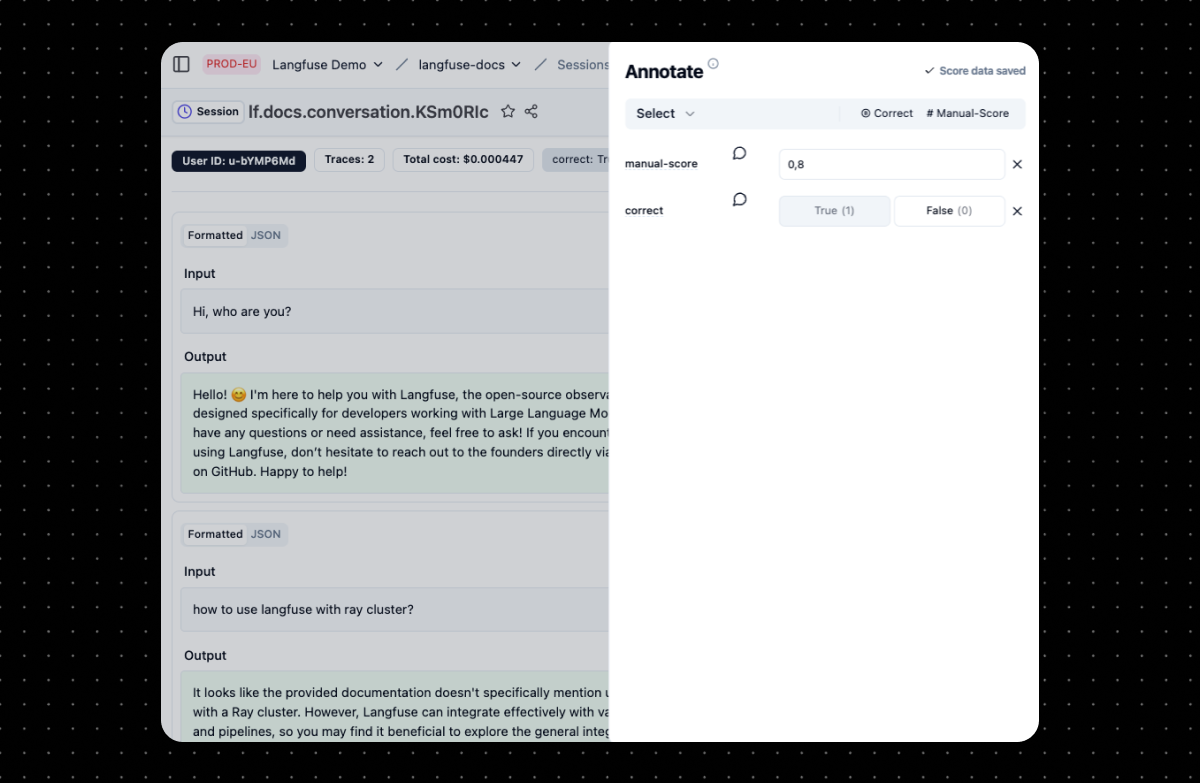 PROD-EU Langfuse Demo / langfuse-docs / Sessions
Session lf.docs.conversation.KSm0RIc
User ID: u-bYMP6Md Traces: 2 Total cost: $0.000447 correct:
Formatted JSON
Input
Hi, who are you?
Output
Hello! 😊 I'm here to help you with Langfuse, the open-source
designed specifically for developers working with Large Language
have any questions or need assistance, feel free to ask! If you
using Langfuse, don't hesitate to reach out to the founders directly
on GitHub. Happy to help!
Formatted JSON
Input
how to use langfuse with ray cluster?
Output
It looks like the provided documentation doesn't specifically mention
with a Ray cluster. However, Langfuse can integrate effectively with
and pipelines, so you may find it beneficial to explore the general
Annotate
Score data saved
Select Correct # Manual-Score
manual-score 0,8
correct True (1) False (0)